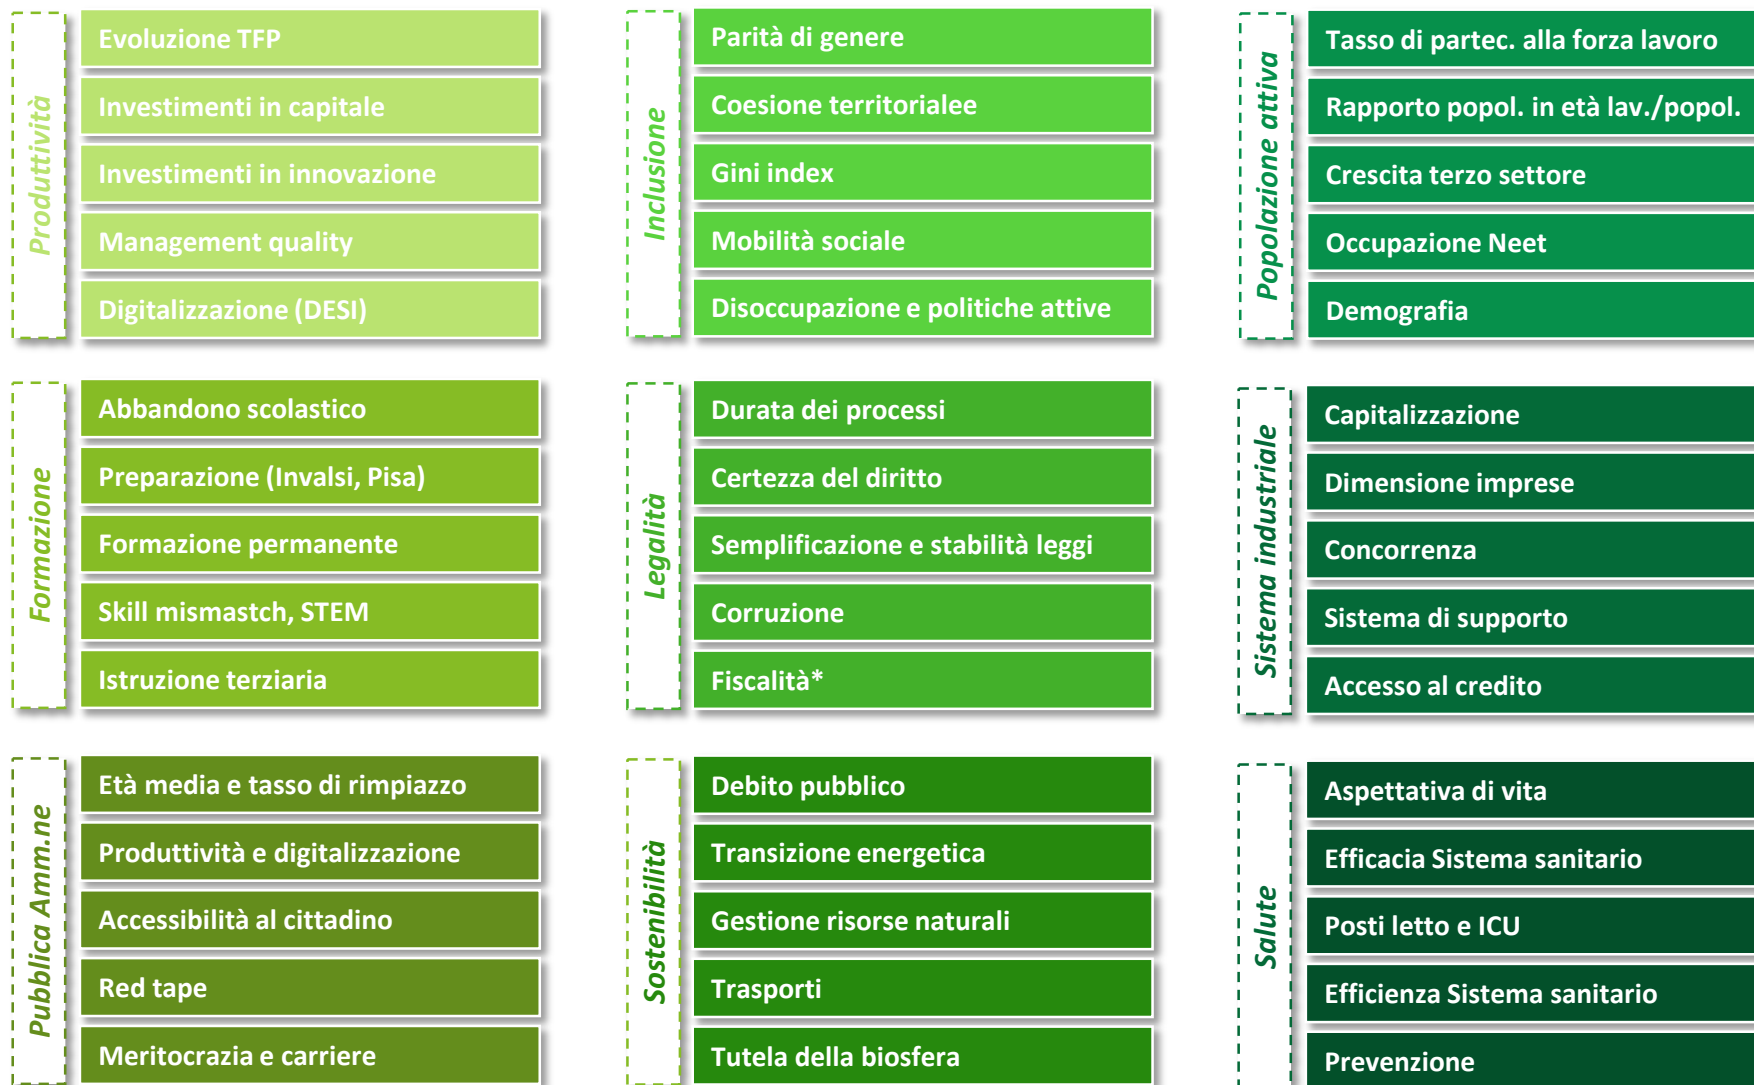 Produttività
Evoluzione TFP
Investimenti in capitale
Investimenti in innovazione
Management quality
Digitalizzazione (DESI)
Inclusione
Parità di genere
Coesione territorialee
Gini index
Mobilità sociale
Disoccupazione e politiche attive
Popolazione attiva
Tasso di partec. alla forza lavoro
Rapporto popol. in età lav./popol.
Crescita terzo settore
Occupazione Neet
Demografia
Formazione
Abbandono scolastico
Preparazione (Invalsi, Pisa)
Formazione permanente
Skill mismastch, STEM
Istruzione terziaria
Legalità
Durata dei processi
Certezza del diritto
Semplificazione e stabilità leggi
Corruzione
Fiscalità*
Sistema industriale
Capitalizzazione
Dimensione imprese
Concorrenza
Sistema di supporto
Accesso al credito
Pubblica Amm.ne
Età media e tasso di rimpiazzo
Produttività e digitalizzazione
Accessibilità al cittadino
Red tape
Meritocrazia e carriere
Sostenibilità
Debito pubblico
Transizione energetica
Gestione risorse naturali
Trasporti
Tutela della biosfera
Salute
Aspettativa di vita
Efficacia Sistema sanitario
Posti letto e ICU
Efficienza Sistema sanitario
Prevenzione